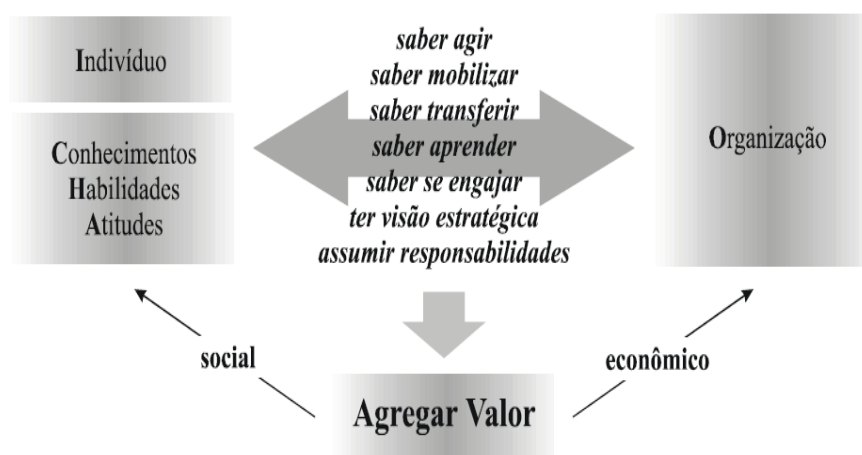 Indivíduo
Conhecimentos
Habilidades
Atitudes
saber agir
saber mobilizar
saber transferir
saber aprender
saber se engajar
ter visão estratégica
assumir responsabilidades
Organização
social
econômico
Agregar Valor